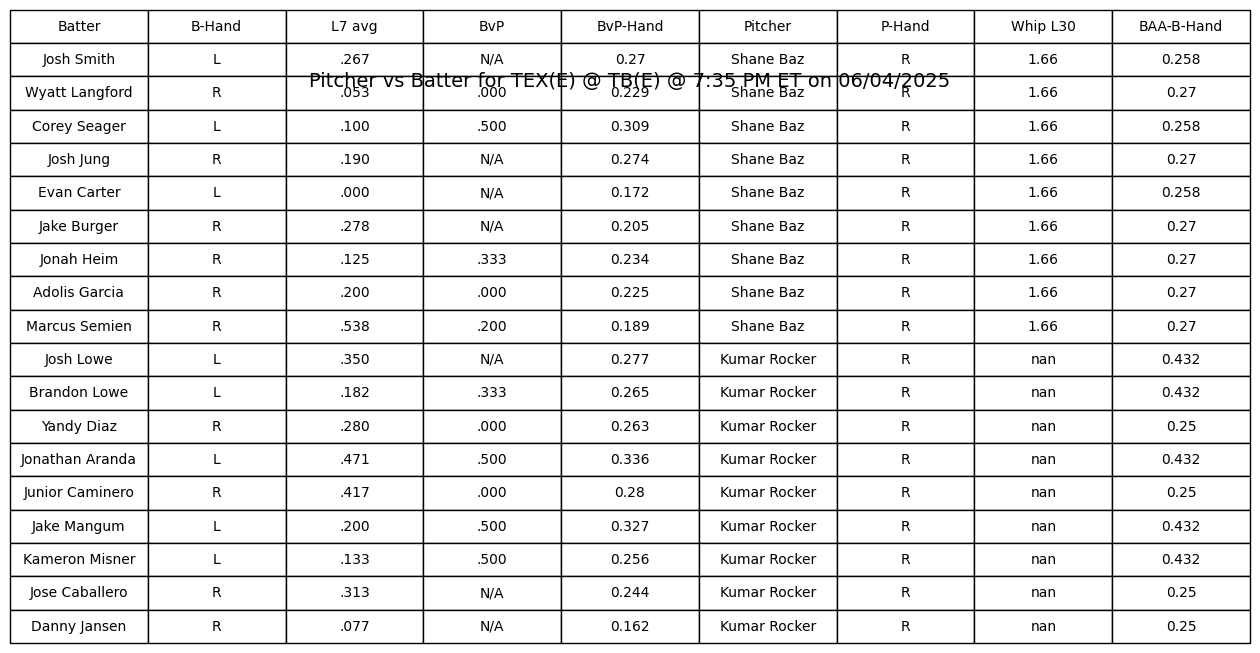 Batter B-Hand L7 avg BvP BvP-Hand Pitcher P-Hand Whip L30 BAA-B-Hand
Josh Smith L .267 N/A 0.27 Shane Baz R 1.66 0.258
Pitcher vs Batter for TEX(E) @ TB(E) @ 7:35 PM ET on 06/04/2025
Wyatt Langford R .053 .000 0.229 Shane Baz R 1.66 0.27
Corey Seager L .100 .500 0.309 Shane Baz R 1.66 0.258
Josh Jung R .190 N/A 0.274 Shane Baz R 1.66 0.27
Evan Carter L .000 N/A 0.172 Shane Baz R 1.66 0.258
Jake Burger R .278 N/A 0.205 Shane Baz R 1.66 0.27
Jonah Heim R .125 .333 0.234 Shane Baz R 1.66 0.27
Adolis Garcia R .200 .000 0.225 Shane Baz R 1.66 0.27
Marcus Semien R .538 .200 0.189 Shane Baz R 1.66 0.27
Josh Lowe L .350 N/A 0.277 Kumar Rocker R nan 0.432
Brandon Lowe L .182 .333 0.265 Kumar Rocker R nan 0.432
Yandy Diaz R .280 .000 0.263 Kumar Rocker R nan 0.25
Jonathan Aranda L .471 .500 0.336 Kumar Rocker R nan 0.432
Junior Caminero R .417 .000 0.28 Kumar Rocker R nan 0.25
Jake Mangum L .200 .500 0.327 Kumar Rocker R nan 0.432
Kameron Misner L .133 .500 0.256 Kumar Rocker R nan 0.432
Jose Caballero R .313 N/A 0.244 Kumar Rocker R nan 0.25
Danny Jansen R .077 N/A 0.162 Kumar Rocker R nan 0.25